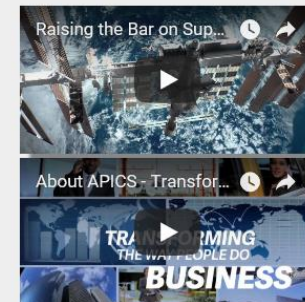 Raising the Bar on Sup...
About APICS - Transfor...
TRANSFORMING
THE WAY PEOPLE DO
BUSINESS